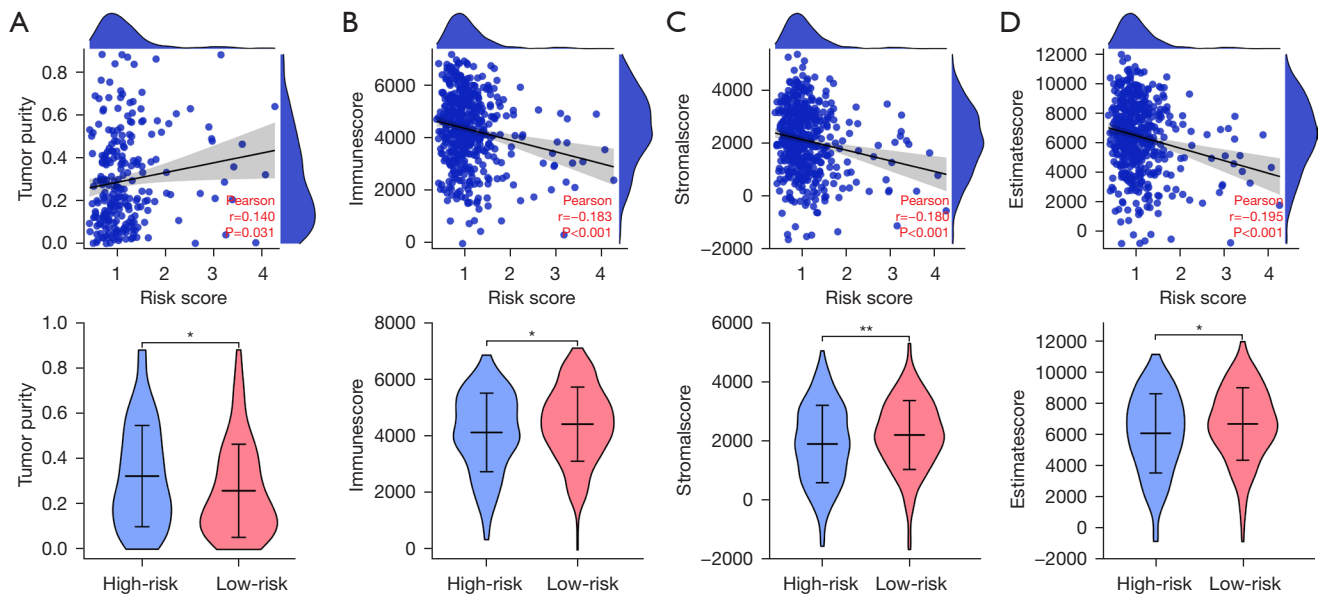 A
B
C
D
Tumor purity
0.8
0.6
0.4
0.2
0.0
Pearson
r=0.140
P=0.031
1 2 3 4
Risk score
Immunescore
6000
4000
2000
0
Pearson
r=−0.183
P<0.001
1 2 3 4
Risk score
Stromalscore
4000
2000
0
−2000
Pearson
r=−0.180
P<0.001
1 2 3 4
Risk score
Estimatescore
12000
10000
8000
6000
4000
2000
0
Pearson
r=−0.195
P<0.001
1 2 3 4
Risk score
Tumor purity
1.0
0.8
0.6
0.4
0.2
0.0
*
High-risk Low-risk
Immunescore
8000
6000
4000
2000
0
*
High-risk Low-risk
Stromalscore
6000
4000
2000
0
−2000
**
High-risk Low-risk
Estimatescore
12000
10000
8000
6000
4000
2000
0
−2000
*
High-risk Low-risk